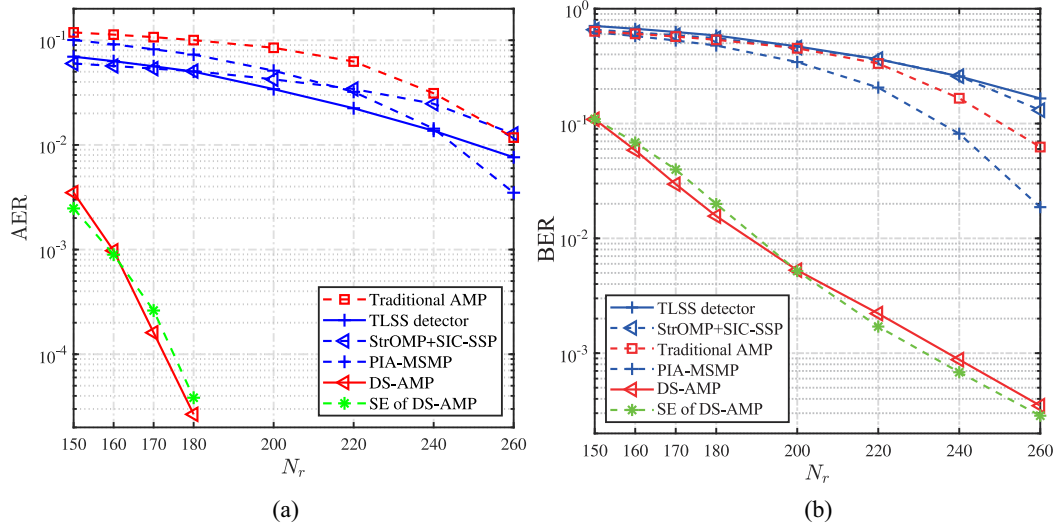 (a)
10^{-1}
10^{-2}
10^{-3}
10^{-4}
AER
Traditional AMP
TLSS detector
StrOMP+SIC-SSP
PIA-MSMP
DS-AMP
SE of DS-AMP
150 160 170 180 200 220 240 260
N_r
(a)
(b)
10^0
10^{-1}
10^{-2}
10^{-3}
BER
TLSS detector
StrOMP+SIC-SSP
Traditional AMP
PIA-MSMP
DS-AMP
SE of DS-AMP
150 160 170 180 200 220 240 260
N_r
(b)